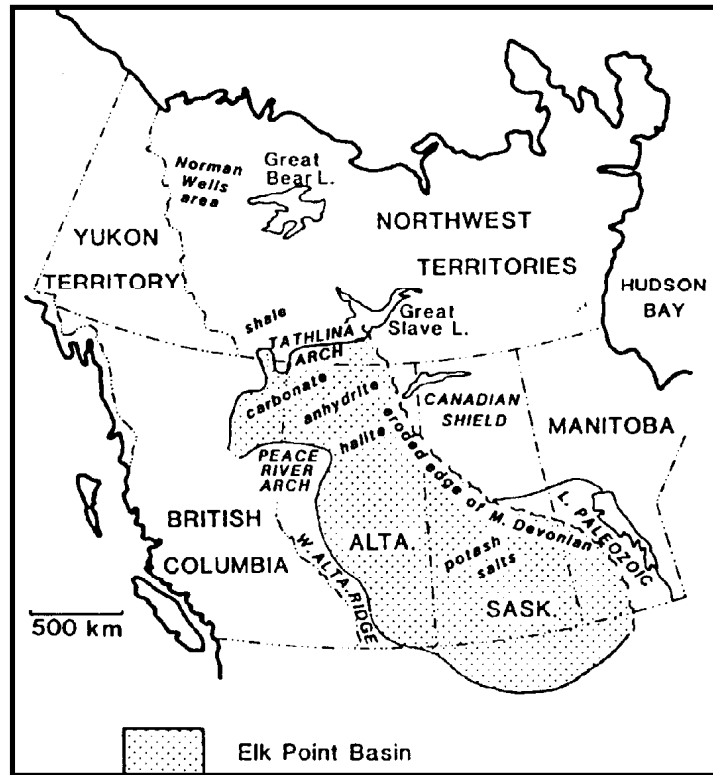 Norman
Wells
area
Great
Bear L.
YUKON
TERRITORY
NORTHWEST
TERRITORIES
HUDSON
BAY
shale
TATHLINA
ARCH
Great
Slave L.
carbonate
anhydrite
halite
CANADIAN
SHIELD
MANITOBA
PEACE
RIVER
ARCH
eroded edge of M. Devonian
L. PALEOZOIC
BRITISH
COLUMBIA
W. ALTA. RIDGE
ALTA.
potash
salts
SASK.
500 km
Elk Point Basin